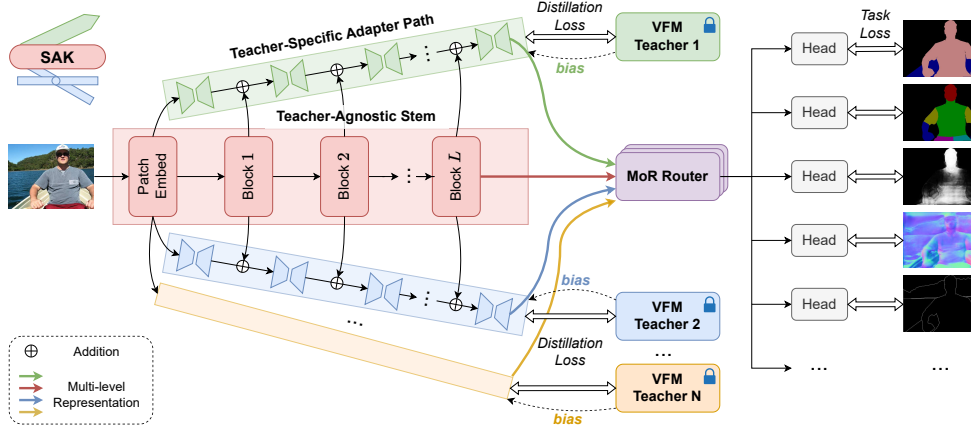 SAK
Teacher-Specific Adapter Path
Distillation
Loss
VFM
Teacher 1
bias
Teacher-Agnostic Stem
Patch
Embed
Block 1
Block 2
...
Block L
MoR Router
Task
Loss
Head
Head
Head
Head
Head
...
...
bias
VFM
Teacher 2
...
Distillation
Loss
VFM
Teacher N
bias
...
Addition
Multi-level
Representation